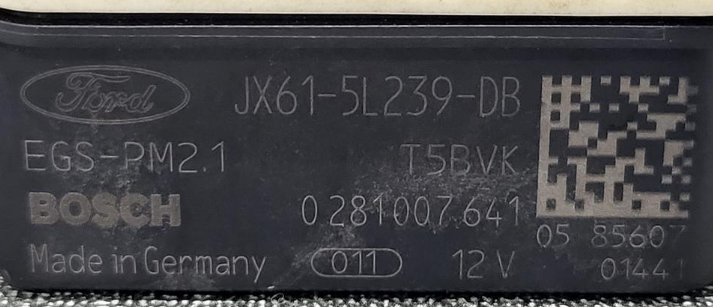 Ford JX61-5L239-DB
EGS-PM2.1 T5BVK
BOSCH 0 281 007 641
05 85607
Made in Germany 011 12 V 01441